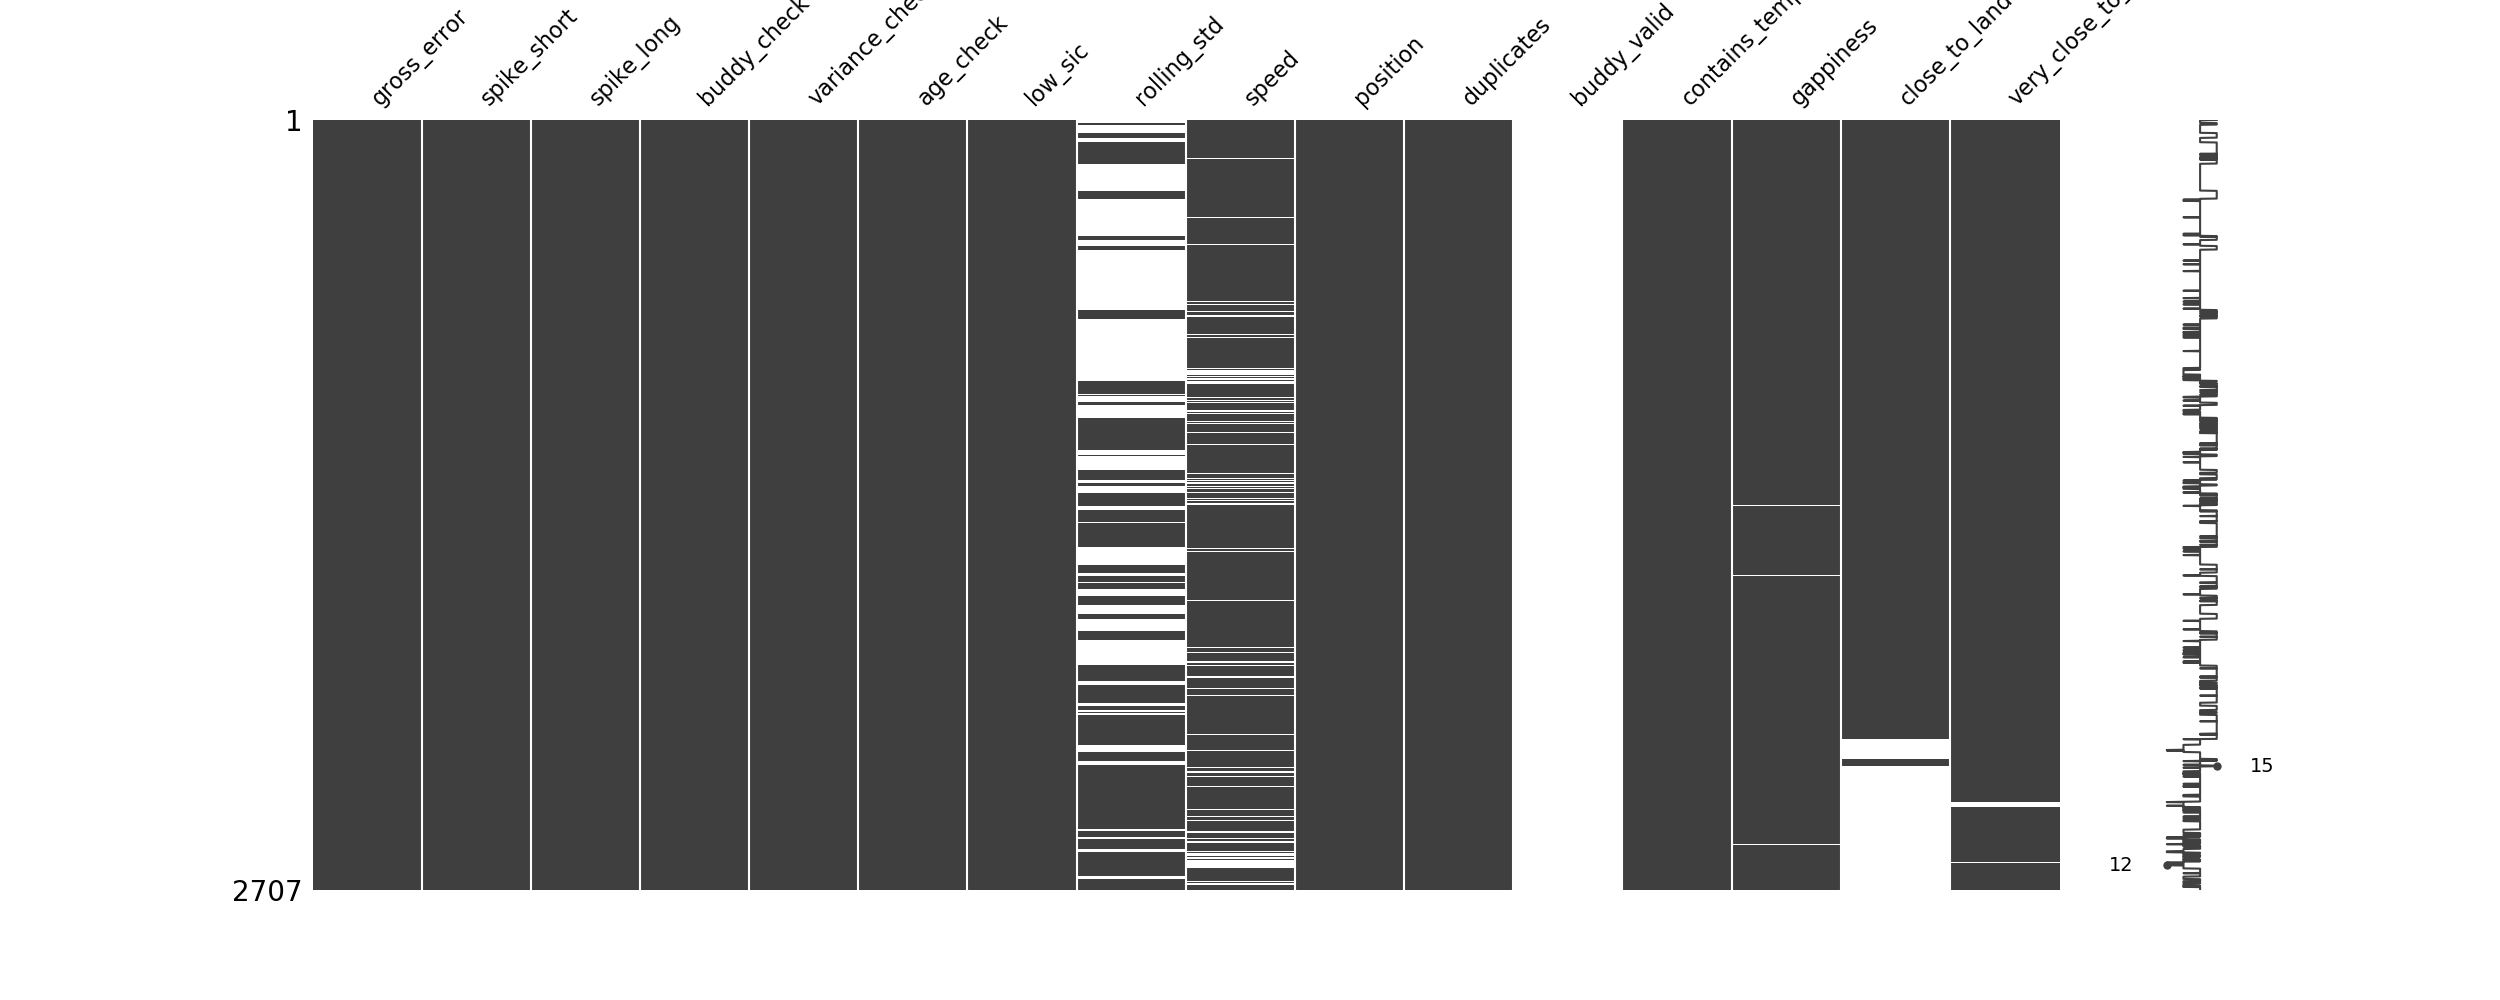 gross_error
spike_short
spike_long
buddy_check
age_check
low_sic
rolling_std
speed
position
duplicates
buddy_valid
gappiness
close_to_land
1
2707
15
12